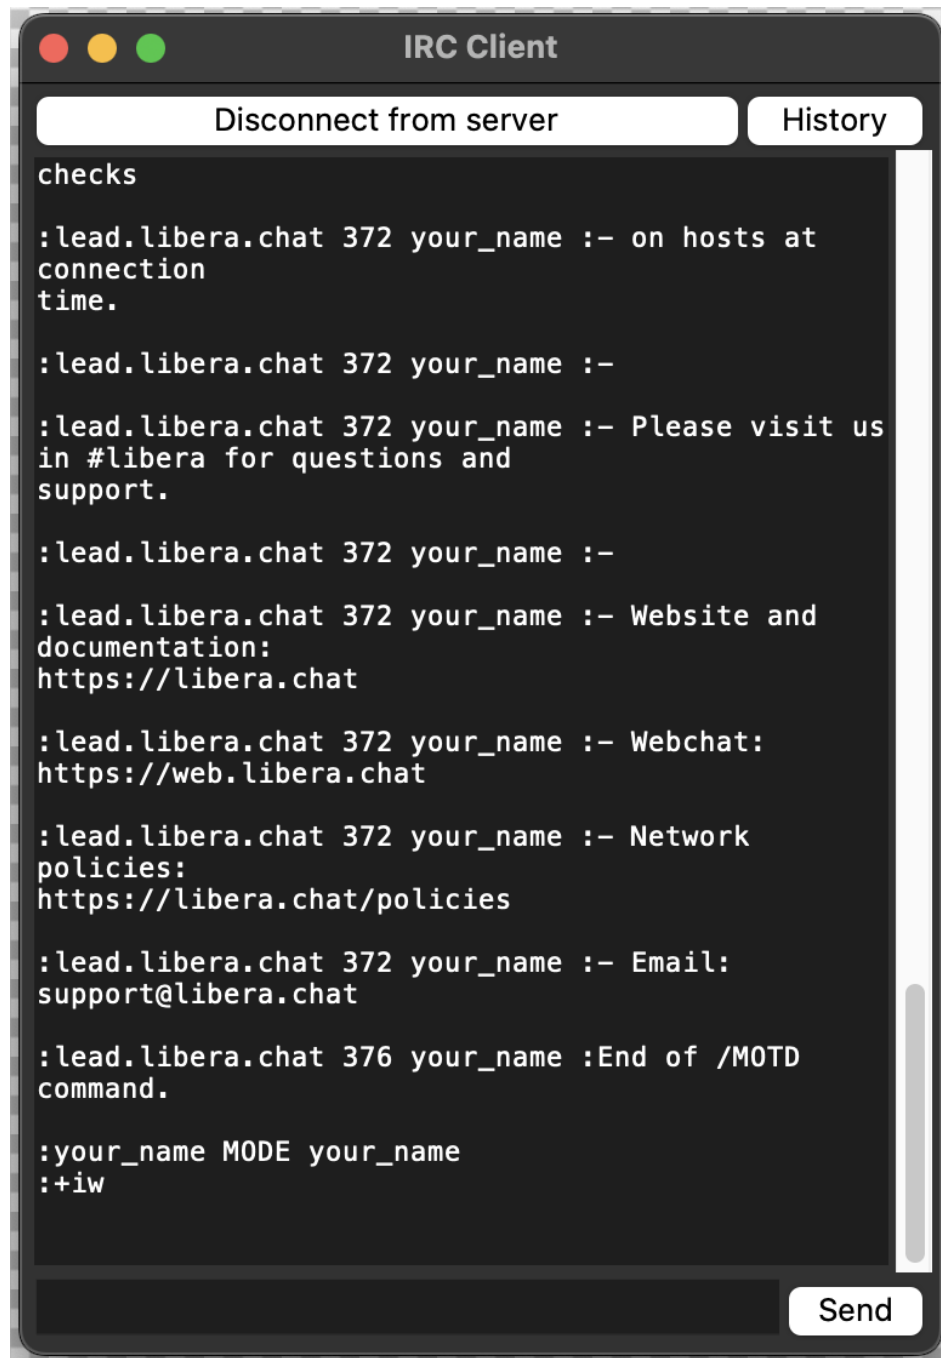 IRC Client
Disconnect from server
History
checks
:lead.libera.chat 372 your_name :- on hosts at
connection
time.
:lead.libera.chat 372 your_name :-
:lead.libera.chat 372 your_name :- Please visit us
in #libera for questions and
support.
:lead.libera.chat 372 your_name :-
:lead.libera.chat 372 your_name :- Website and
documentation:
https://libera.chat
:lead.libera.chat 372 your_name :- Webchat:
https://web.libera.chat
:lead.libera.chat 372 your_name :- Network
policies:
https://libera.chat/policies
:lead.libera.chat 372 your_name :- Email:
support@libera.chat
:lead.libera.chat 376 your_name :End of /MOTD
command.
:your_name MODE your_name
:+iw
Send